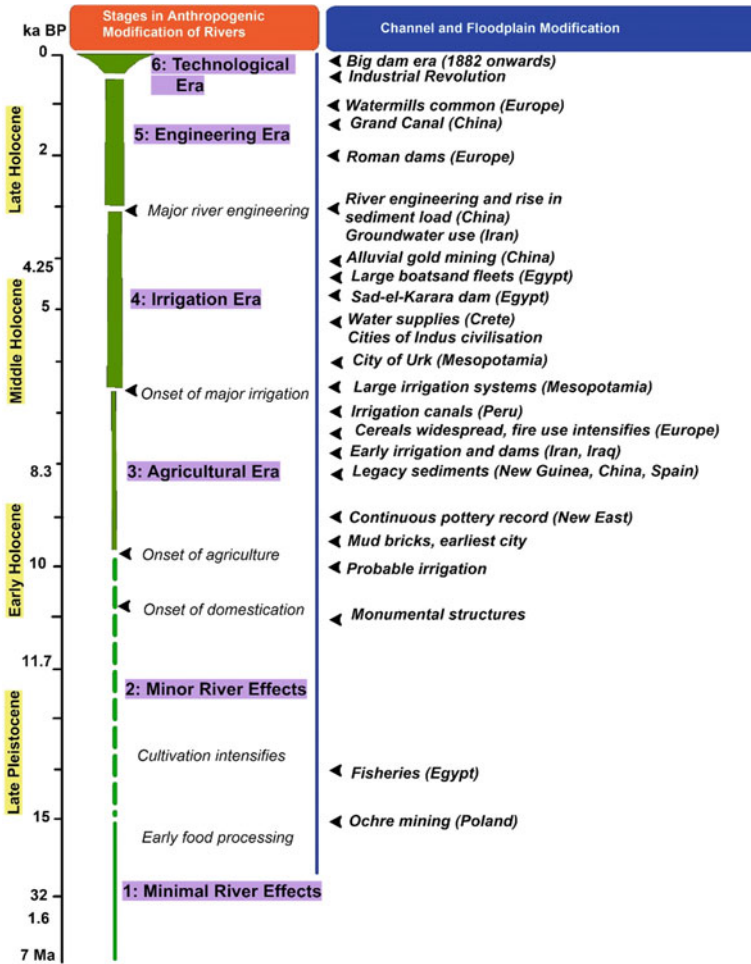 ka BP
Stages in Anthropogenic
Modification of Rivers
Channel and Floodplain Modification
0
2
4.25
5
8.3
10
11.7
15
32
1.6
7 Ma
Late Holocene
Middle Holocene
Early Holocene
Late Pleistocene
6: Technological
Era
5: Engineering Era
Major river engineering
4: Irrigation Era
Onset of major irrigation
3: Agricultural Era
Onset of agriculture
Onset of domestication
2: Minor River Effects
Cultivation intensifies
Early food processing
1: Minimal River Effects
Big dam era (1882 onwards)
Industrial Revolution
Watermills common (Europe)
Grand Canal (China)
Roman dams (Europe)
River engineering and rise in
sediment load (China)
Groundwater use (Iran)
Alluvial gold mining (China)
Large boatsand fleets (Egypt)
Sad-el-Karara dam (Egypt)
Water supplies (Crete)
Cities of Indus civilisation
City of Urk (Mesopotamia)
Large irrigation systems (Mesopotamia)
Irrigation canals (Peru)
Cereals widespread, fire use intensifies (Europe)
Early irrigation and dams (Iran, Iraq)
Legacy sediments (New Guinea, China, Spain)
Continuous pottery record (New East)
Mud bricks, earliest city
Probable irrigation
Monumental structures
Fisheries (Egypt)
Ochre mining (Poland)